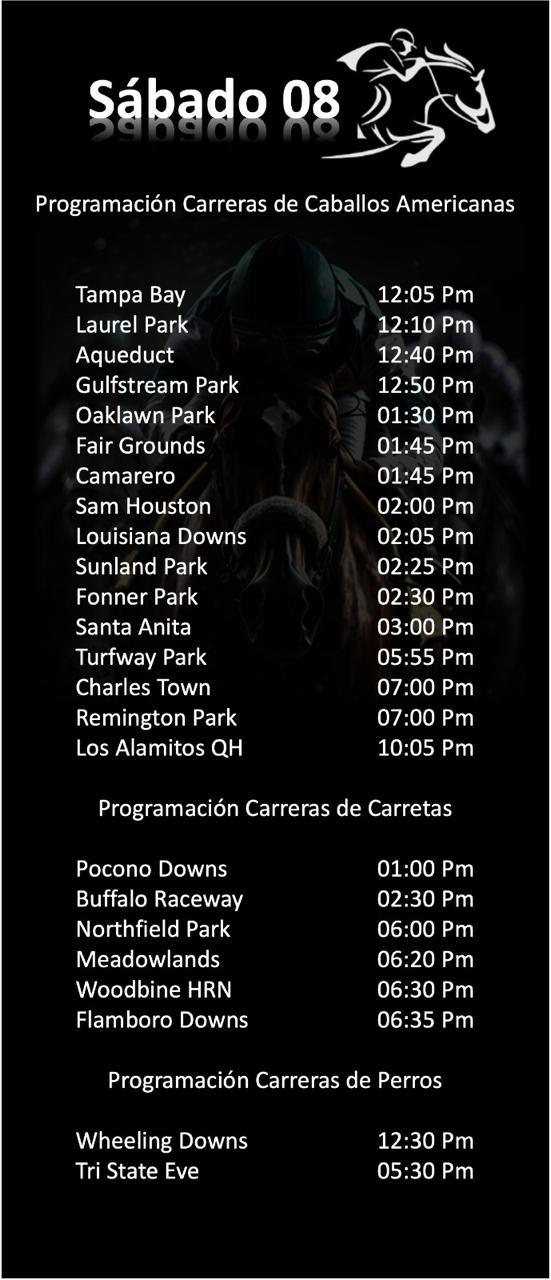 Sábado 08
Programación Carreras de Caballos Americanas
Tampa Bay 12:05 Pm
Laurel Park 12:10 Pm
Aqueduct 12:40 Pm
Gulfstream Park 12:50 Pm
Oaklawn Park 01:30 Pm
Fair Grounds 01:45 Pm
Camarero 01:45 Pm
Sam Houston 02:00 Pm
Louisiana Downs 02:05 Pm
Sunland Park 02:25 Pm
Fonner Park 02:30 Pm
Santa Anita 03:00 Pm
Turfway Park 05:55 Pm
Charles Town 07:00 Pm
Remington Park 07:00 Pm
Los Alamitos QH 10:05 Pm
Programación Carreras de Carretas
Pocono Downs 01:00 Pm
Buffalo Raceway 02:30 Pm
Northfield Park 06:00 Pm
Meadowlands 06:20 Pm
Woodbine HRN 06:30 Pm
Flamboro Downs 06:35 Pm
Programación Carreras de Perros
Wheeling Downs 12:30 Pm
Tri State Eve 05:30 Pm